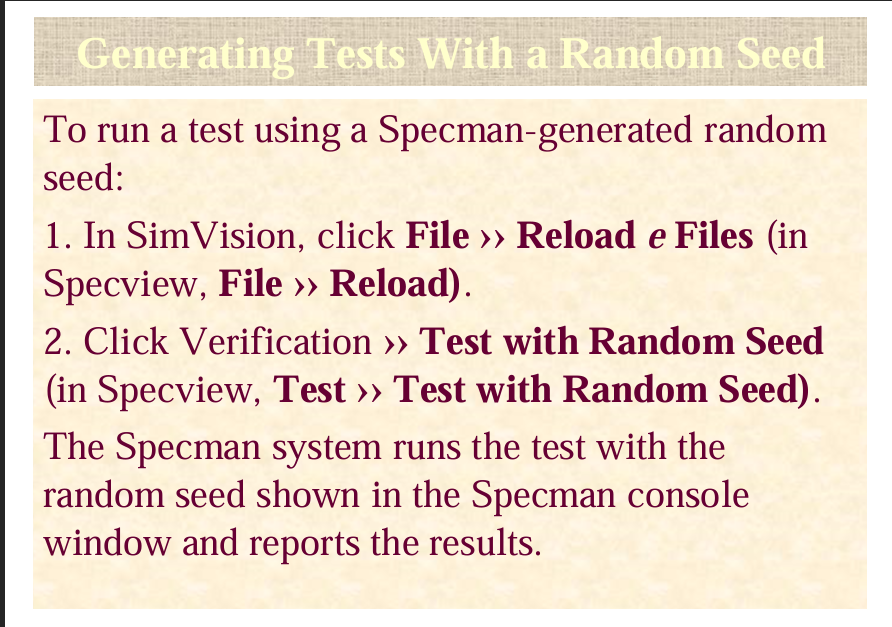 Generating Tests With a Random Seed
To run a test using a Specman-generated random
seed:
1. In SimVision, click File ›› Reload e Files (in
Specview, File ›› Reload).
2. Click Verification ›› Test with Random Seed
(in Specview, Test ›› Test with Random Seed).
The Specman system runs the test with the
random seed shown in the Specman console
window and reports the results.